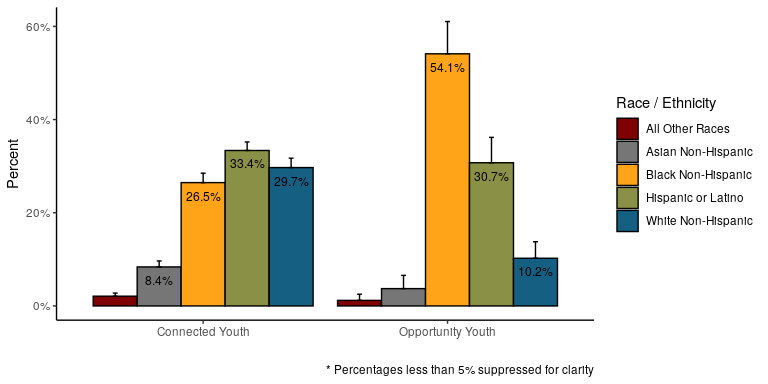 60%
40%
20%
0%
Percent
8.4%
26.5%
33.4%
29.7%
54.1%
30.7%
10.2%
Connected Youth
Opportunity Youth
Race / Ethnicity
All Other Races
Asian Non-Hispanic
Black Non-Hispanic
Hispanic or Latino
White Non-Hispanic
* Percentages less than 5% suppressed for clarity